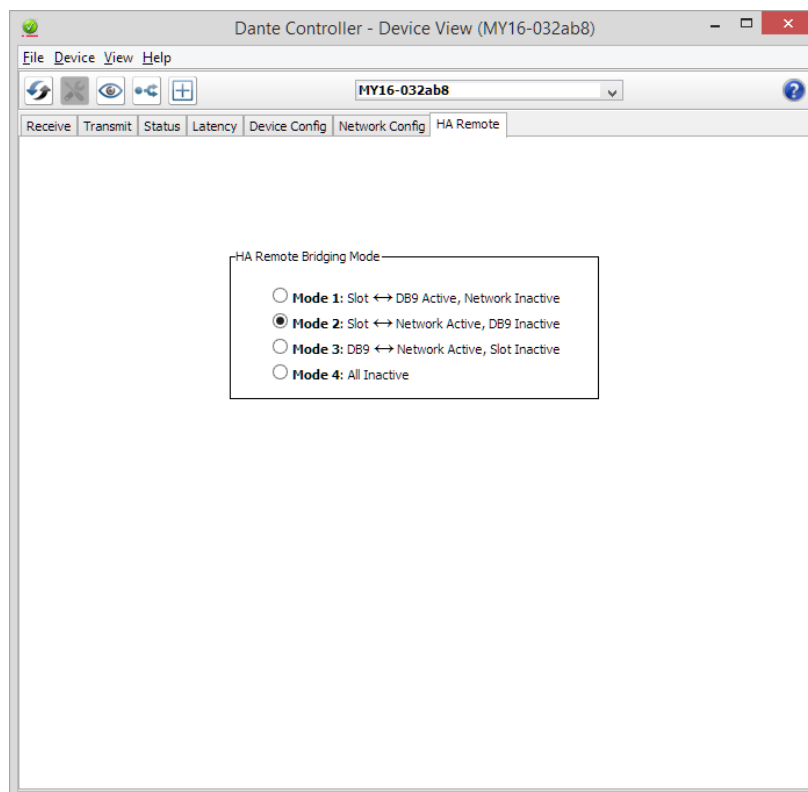 Dante Controller - Device View (MY16-032ab8)
File Device View Help
MY16-032ab8
Receive Transmit Status Latency Device Config Network Config HA Remote
HA Remote Bridging Mode
Mode 1: Slot ↔ DB9 Active, Network Inactive
Mode 2: Slot ↔ Network Active, DB9 Inactive
Mode 3: DB9 ↔ Network Active, Slot Inactive
Mode 4: All Inactive